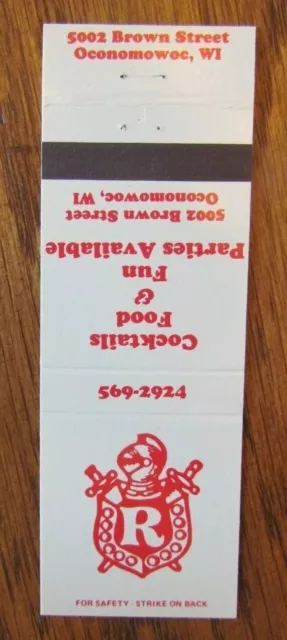 5002 Brown Street
Oconomowoc, WI
Cocktails
Food
&
Fun
Parties Available
5002 Brown Street
Oconomowoc, WI
569-2924
R
FOR SAFETY - STRIKE ON BACK